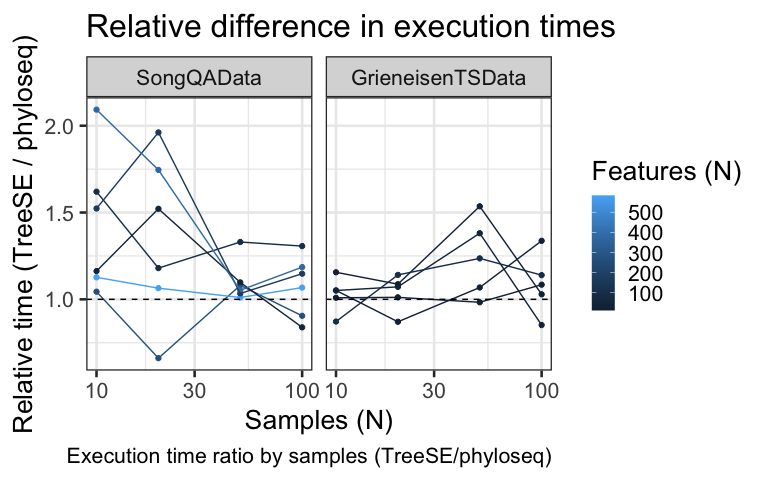 Relative difference in execution times
SongQAData
GrieneisenTSData
Relative time (TreeSE / phyloseq)
2.0
1.5
1.0
10 30 100
10 30 100
Samples (N)
Features (N)
500
400
300
200
100
Execution time ratio by samples (TreeSE/phyloseq)